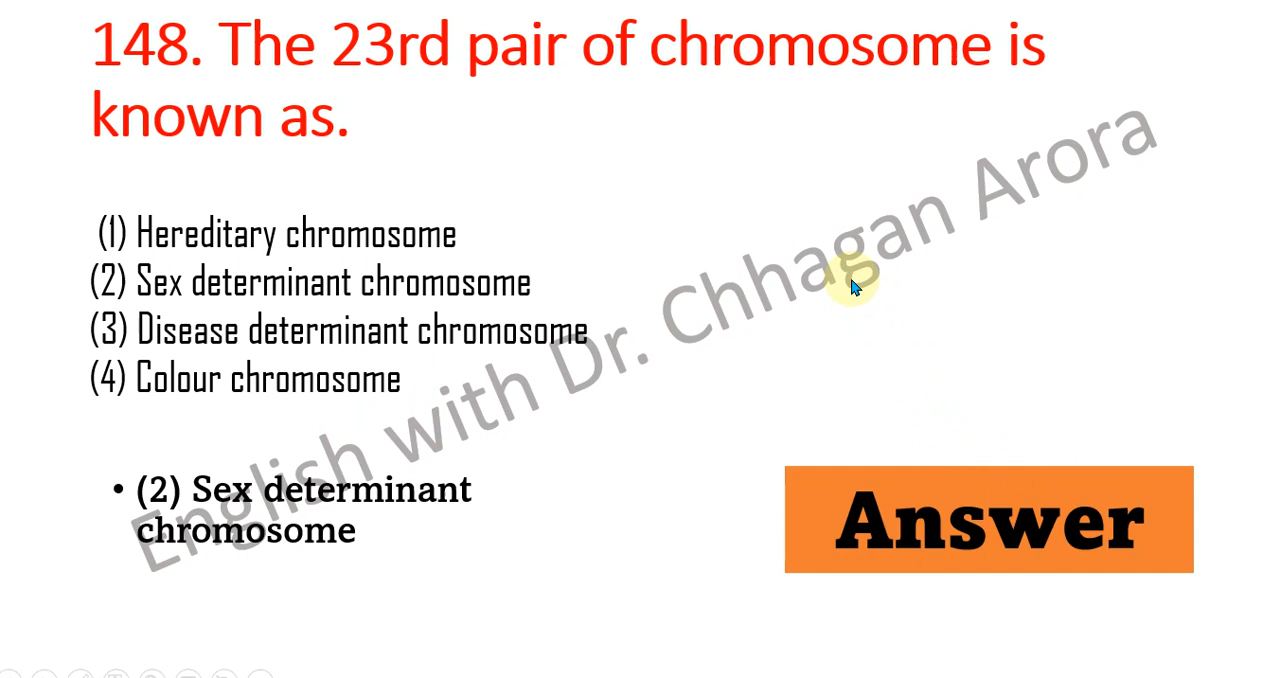 148. The 23rd pair of chromosome is
known as.
(1) Hereditary chromosome
(2) Sex determinant chromosome
(3) Disease determinant chromosome
(4) Colour chromosome
• (2) Sex determinant
chromosome
Answer
English with Dr. Chhagan Arora